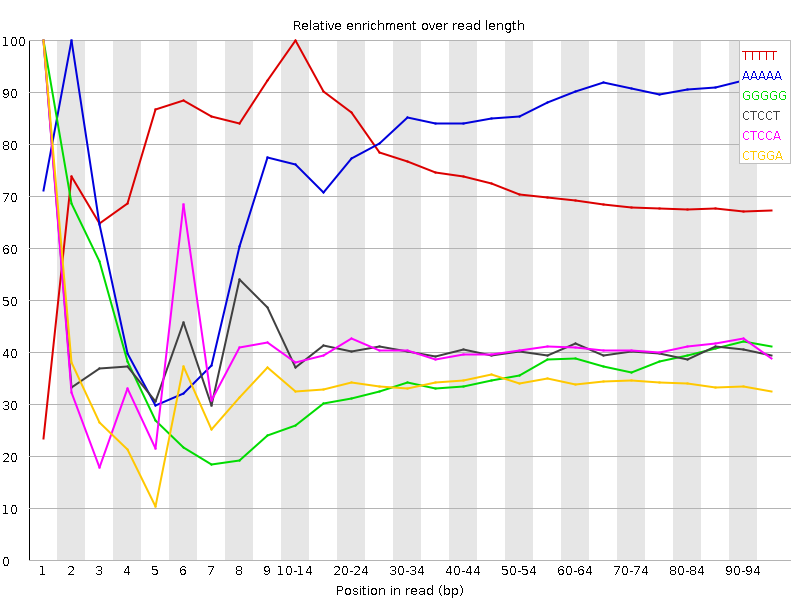 Relative enrichment over read length
100
90
80
70
60
50
40
30
20
10
0
TTTTT
AAAAA
GGGGG
CTCCT
CTCCA
CTGGA
1 2 3 4 5 6 7 8 9 10-14 20-24 30-34 40-44 50-54 60-64 70-74 80-84 90-94
Position in read (bp)